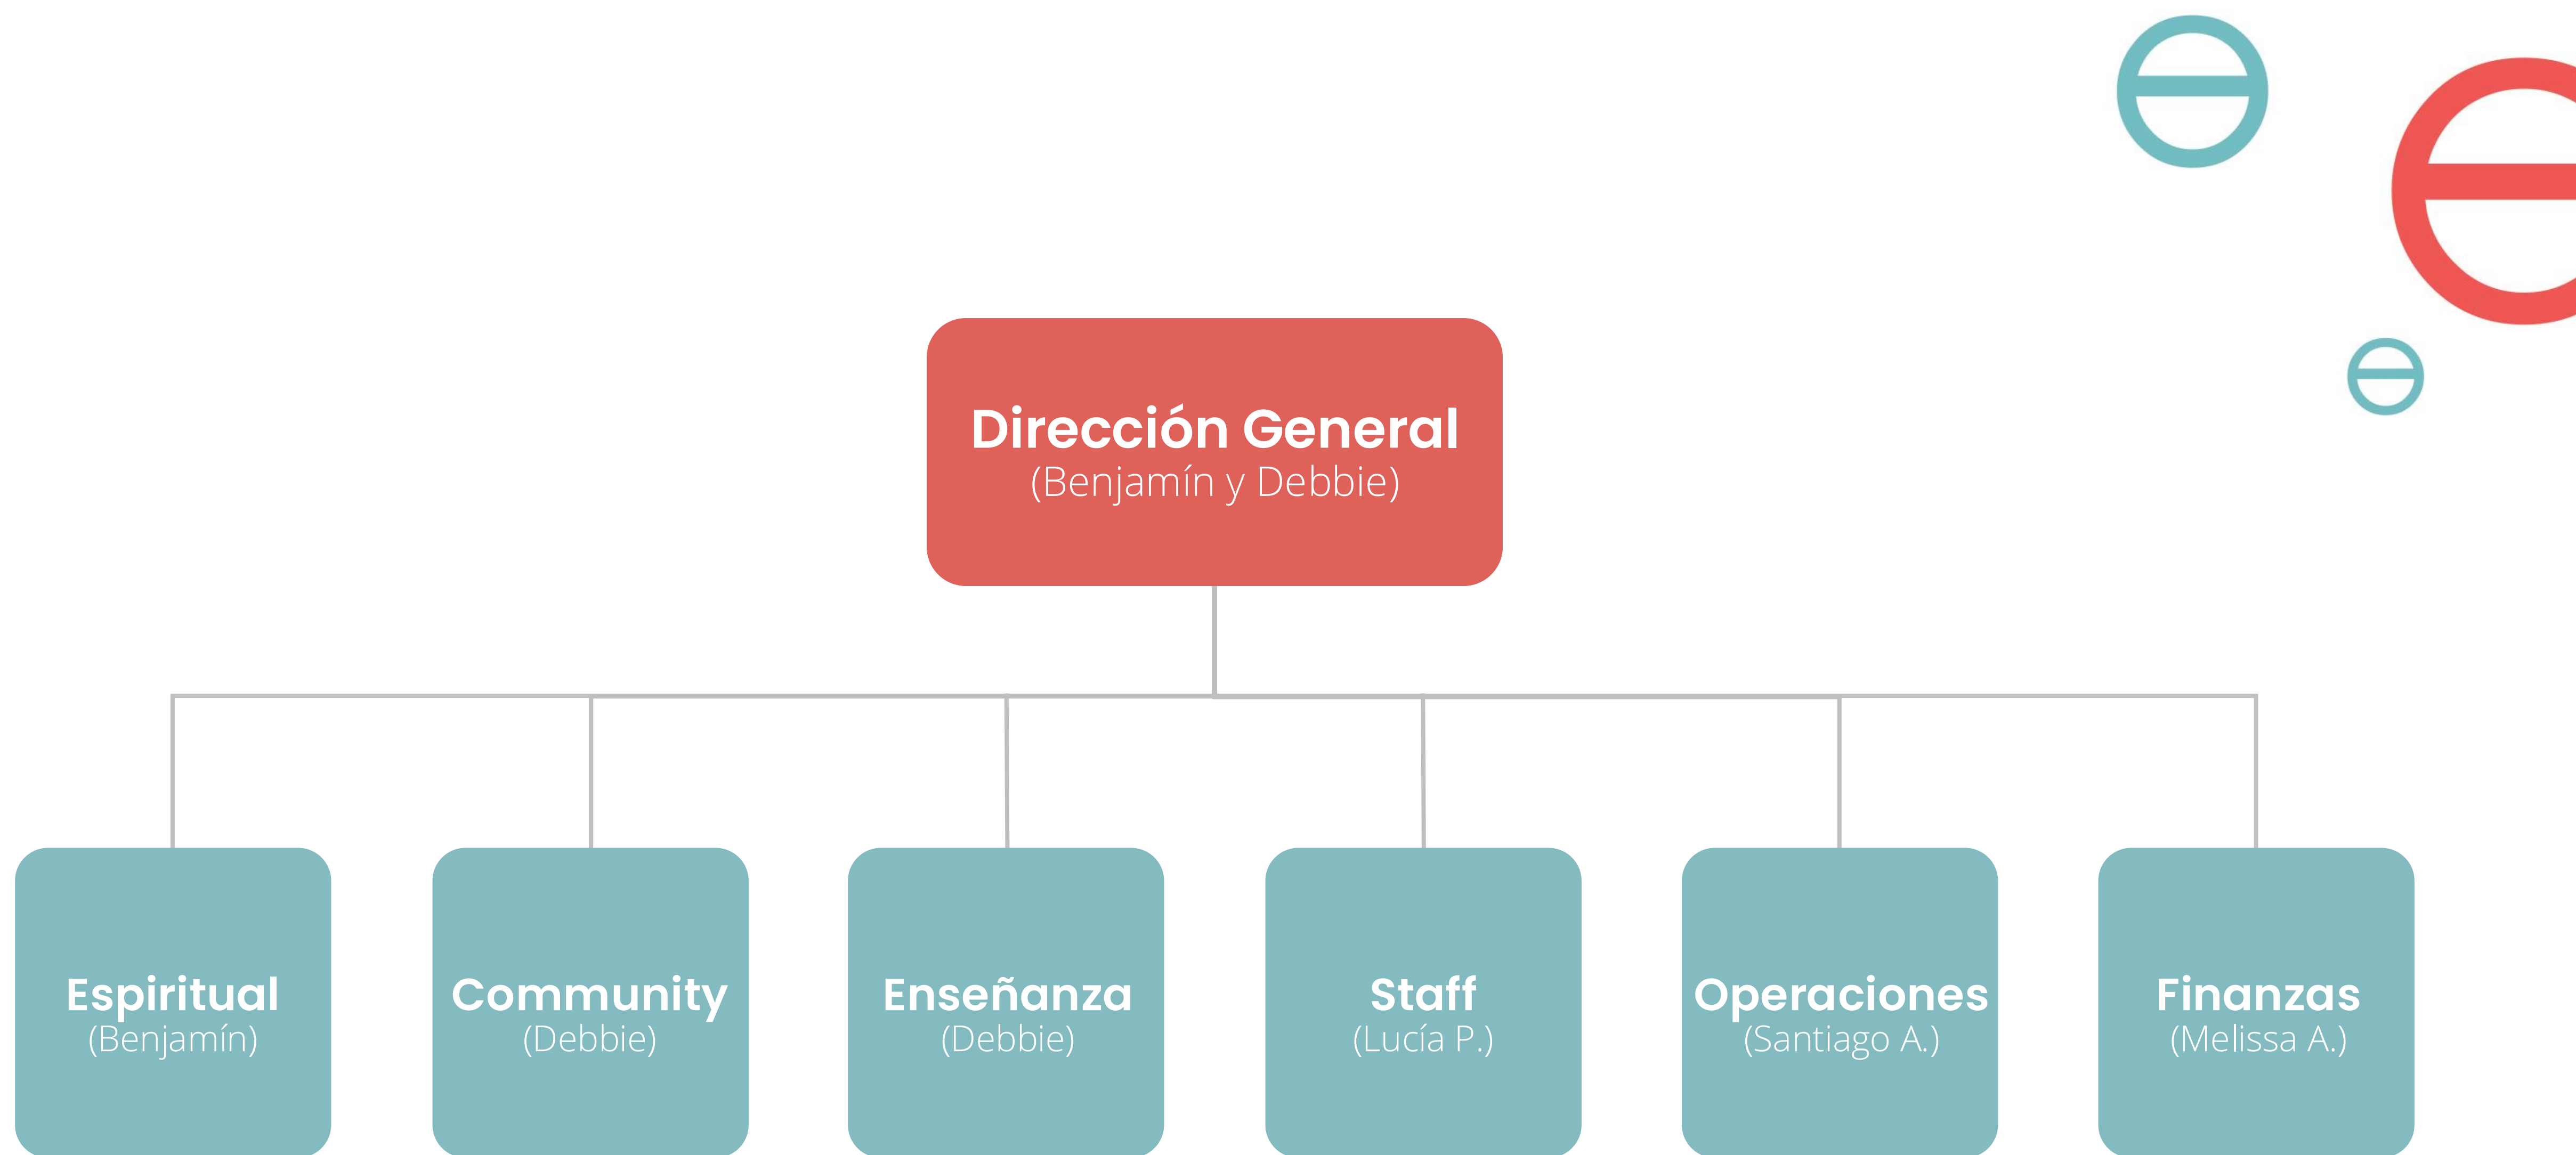 Dirección General
(Benjamín y Debbie)
Espiritual
(Benjamín)
Community
(Debbie)
Enseñanza
(Debbie)
Staff
(Lucía P.)
Operaciones
(Santiago A.)
Finanzas
(Melissa A.)